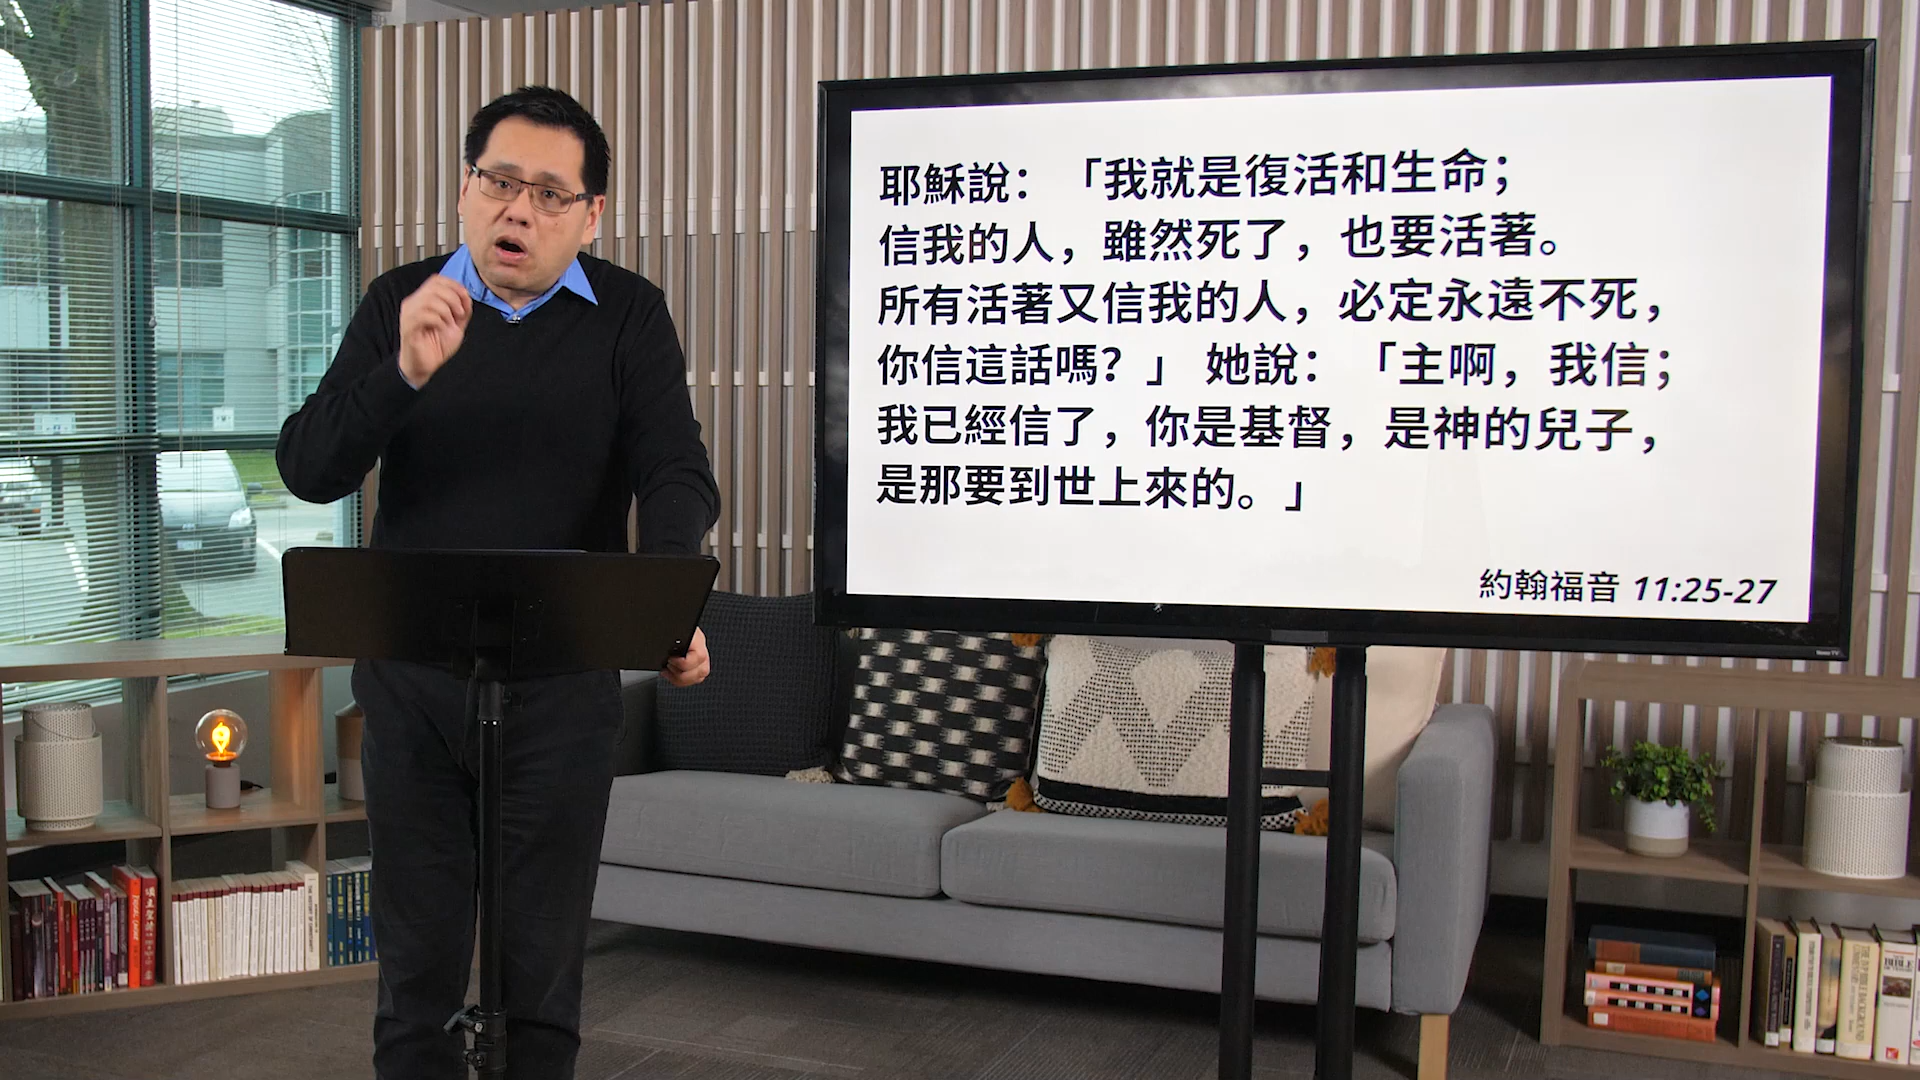 耶穌說：「我就是復活和生命；
信我的人，雖然死了，也要活著。
所有活著又信我的人，必定永遠不死，
你信這話嗎？」 她說：「主啊，我信；
我已經信了，你是基督，是神的兒子，
是那要到世上來的。」
約翰福音 11:25-27